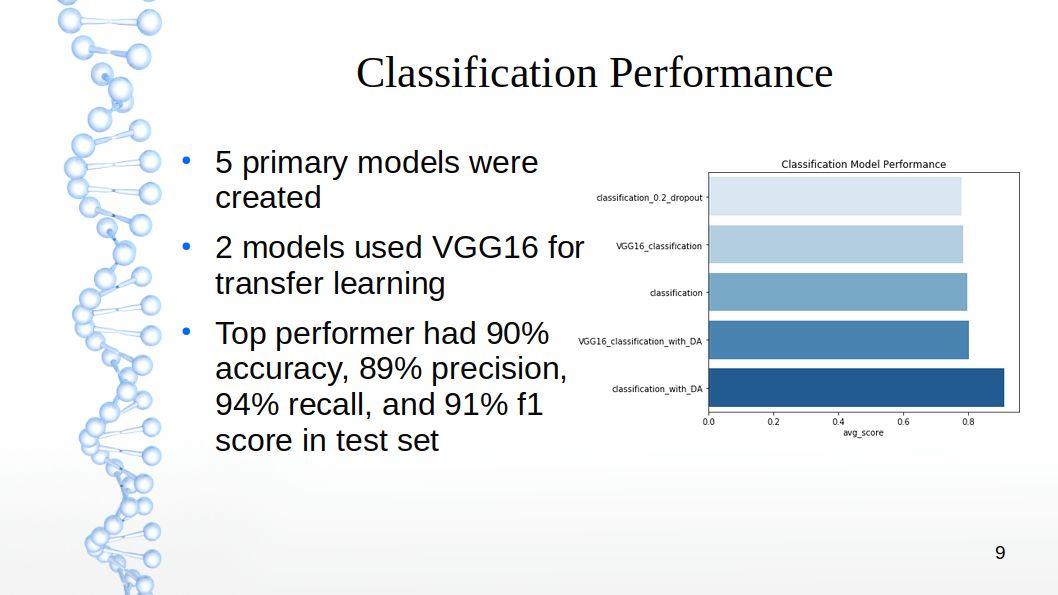 Classification Performance
5 primary models were
created
2 models used VGG16 for
transfer learning
Top performer had 90%
accuracy, 89% precision,
94% recall, and 91% f1
score in test set
Classification Model Performance
classification_0.2_dropout
VGG16_classification
classification
VGG16_classification_with_DA
classification_with_DA
0.0 0.2 0.4 0.6 0.8
avg_score
9